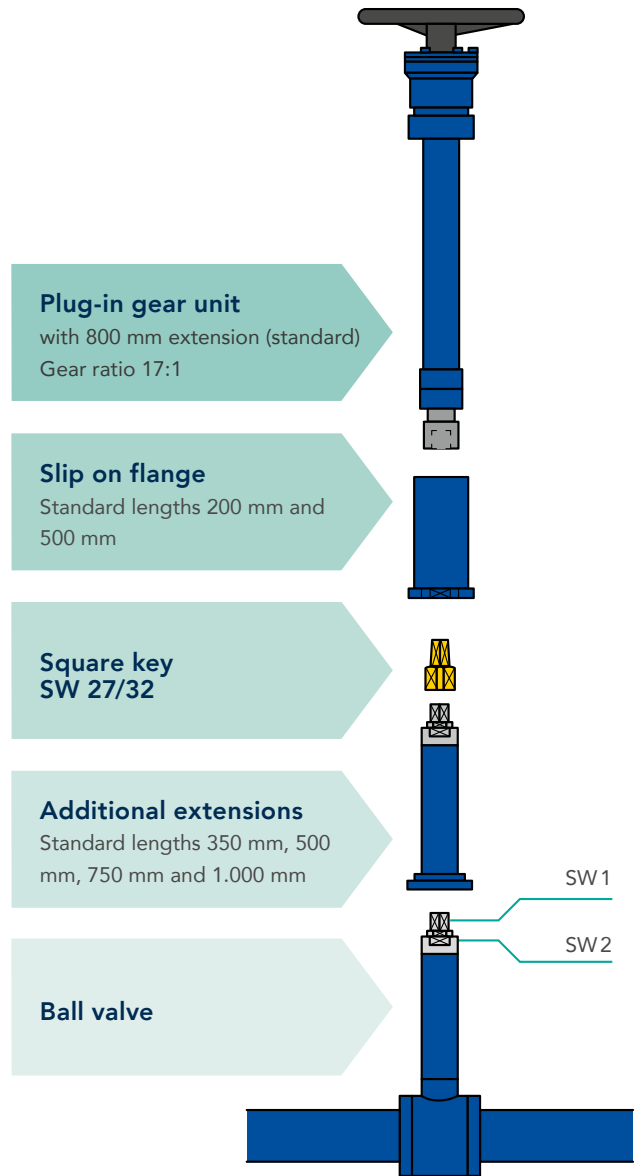 Plug-in gear unit
with 800 mm extension (standard)
Gear ratio 17:1
Slip on flange
Standard lengths 200 mm and
500 mm
Square key
SW 27/32
Additional extensions
Standard lengths 350 mm, 500
mm, 750 mm and 1.000 mm
SW 1
SW 2
Ball valve